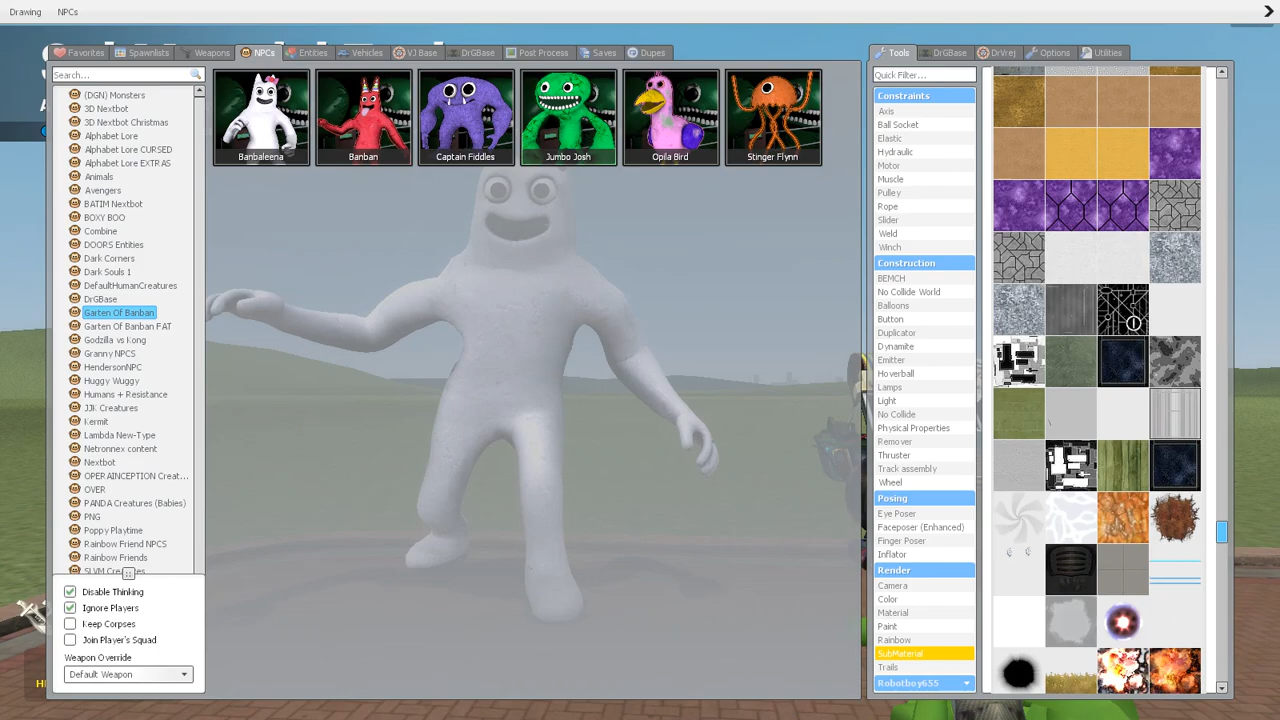 Drawing NPCs
Favorites Spawnlists Weapons NPCs Entities Vehicles VJ Base DrGBase Post Process Saves Dupes
Search...
(DGN) Monsters
3D Nextbot
3D Nextbot Christmas
Alphabet Lore
Alphabet Lore CURSED
Alphabet Lore EXTRAS
Animals
Avengers
BATIM Nextbot
BOXY BOO
Combine
DOORS Entities
Dark Corners
Dark Souls 1
DefaultHumanCreatures
DrGBase
Garten Of Banban
Garten Of Banban FAT
Godzilla vs Kong
Granny NPCS
HendersonNPC
Huggy Wuggy
Humans + Resistance
JJK Creatures
Kermit
Lambda New-Type
Netronnex content
Nextbot
OPERAINCEPTION Creat...
OVER
PANDA Creatures (Babies)
PNG
Poppy Playtime
Rainbow Friend NPCS
Rainbow Friends
Disable Thinking
Ignore Players
Keep Corpses
Join Player's Squad
Weapon Override
Default Weapon
Banbaleena Banban Captain Fiddles Jumbo Josh Opila Bird Stinger Flynn
Tools DrGBase DrVrej Options Utilities
Quick Filter...
Constraints
Axis
Ball Socket
Elastic
Hydraulic
Motor
Muscle
Pulley
Rope
Slider
Weld
Winch
Construction
BEMCH
No Collide World
Balloons
Button
Duplicator
Dynamite
Emitter
Hoverball
Lamps
Light
No Collide
Physical Properties
Remover
Thruster
Track assembly
Wheel
Posing
Eye Poser
Faceposer (Enhanced)
Finger Poser
Inflator
Render
Camera
Color
Material
Paint
Rainbow
SubMaterial
Trails
Robotboy655